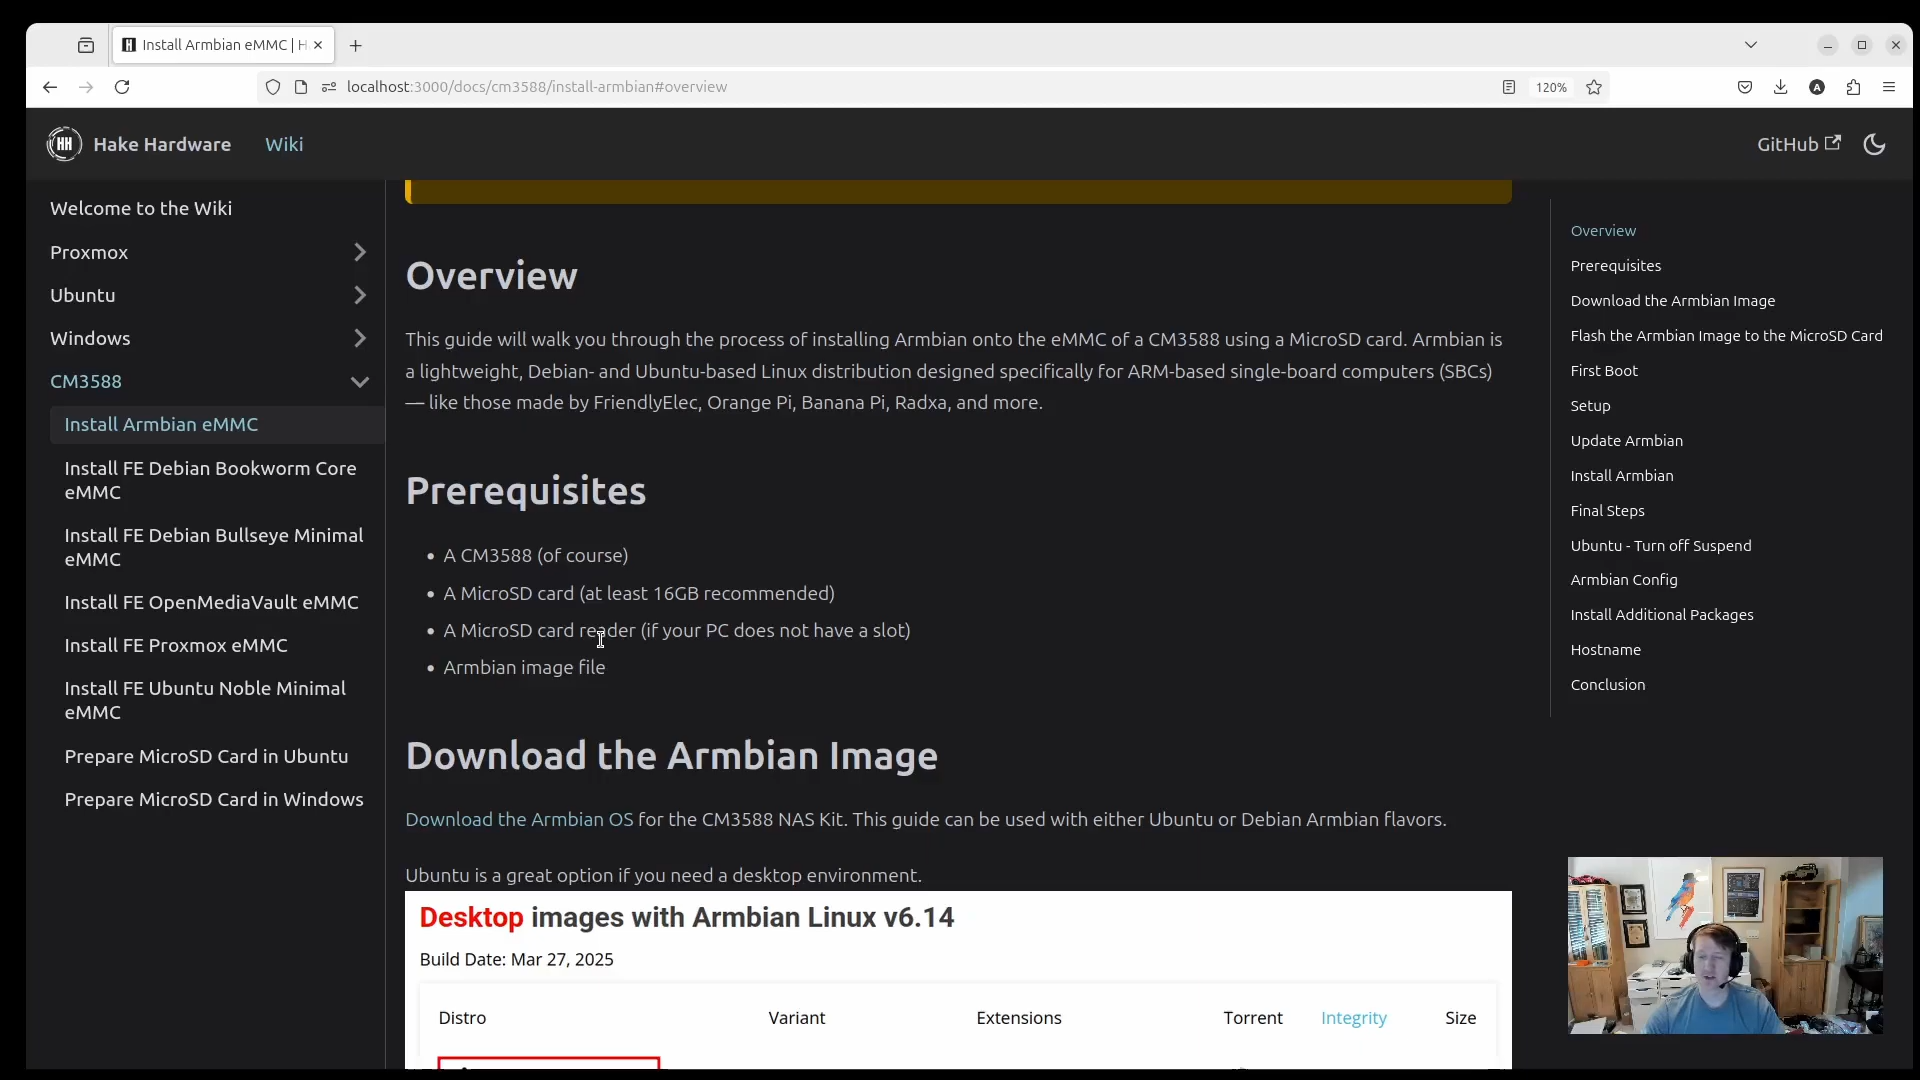 Install Armbian eMMC | H
localhost:3000/docs/cm3588/install-armbian#overview
120%
A
HH
Hake Hardware
Wiki
GitHub
Welcome to the Wiki
Proxmox
Ubuntu
Windows
CM3588
Install Armbian eMMC
Install FE Debian Bookworm Core
eMMC
Install FE Debian Bullseye Minimal
eMMC
Install FE OpenMediaVault eMMC
Install FE Proxmox eMMC
Install FE Ubuntu Noble Minimal
eMMC
Prepare MicroSD Card in Ubuntu
Prepare MicroSD Card in Windows
Overview
This guide will walk you through the process of installing Armbian onto the eMMC of a CM3588 using a MicroSD card. Armbian is
a lightweight, Debian- and Ubuntu-based Linux distribution designed specifically for ARM-based single-board computers (SBCs)
— like those made by FriendlyElec, Orange Pi, Banana Pi, Radxa, and more.
Prerequisites
• A CM3588 (of course)
• A MicroSD card (at least 16GB recommended)
• A MicroSD card reader (if your PC does not have a slot)
• Armbian image file
Download the Armbian Image
Download the Armbian OS for the CM3588 NAS Kit. This guide can be used with either Ubuntu or Debian Armbian flavors.
Ubuntu is a great option if you need a desktop environment.
Desktop images with Armbian Linux v6.14
Build Date: Mar 27, 2025
Distro Variant Extensions Torrent Integrity Size
Overview
Prerequisites
Download the Armbian Image
Flash the Armbian Image to the MicroSD Card
First Boot
Setup
Update Armbian
Install Armbian
Final Steps
Ubuntu - Turn off Suspend
Armbian Config
Install Additional Packages
Hostname
Conclusion